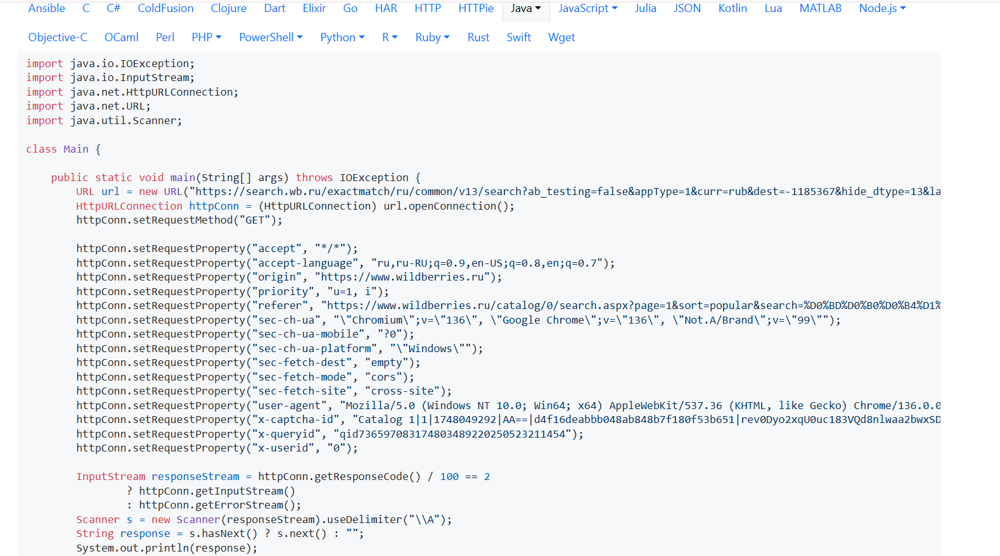 Ansible C C# ColdFusion Clojure Dart Elixir Go HAR HTTP HTTPie Java JavaScript Julia JSON Kotlin Lua MATLAB Node.js
Objective-C OCaml Perl PHP PowerShell Python R Ruby Rust Swift Wget
import java.io.IOException;
import java.io.InputStream;
import java.net.HttpURLConnection;
import java.net.URL;
import java.util.Scanner;
class Main {
public static void main(String[] args) throws IOException {
URL url = new URL("https://search.wb.ru/exactmatch/ru/common/v13/search?ab_testing=false&appType=1&curr=rub&dest=-1185367&hide_dtype=13&la
HttpURLConnection httpConn = (HttpURLConnection) url.openConnection();
httpConn.setRequestMethod("GET");
httpConn.setRequestProperty("accept", "*/*");
httpConn.setRequestProperty("accept-language", "ru,ru-RU;q=0.9,en-US;q=0.8,en;q=0.7");
httpConn.setRequestProperty("origin", "https://www.wildberries.ru");
httpConn.setRequestProperty("priority", "u=1, i");
httpConn.setRequestProperty("referer", "https://www.wildberries.ru/catalog/0/search.aspx?page=1&sort=popular&search=%D0%BD%D0%B0%D0%B4%D1%
httpConn.setRequestProperty("sec-ch-ua", "\"Chromium\";v=\"136\", \"Google Chrome\";v=\"136\", \"Not.A/Brand\";v=\"99\"");
httpConn.setRequestProperty("sec-ch-ua-mobile", "?0");
httpConn.setRequestProperty("sec-ch-ua-platform", "\"Windows\"");
httpConn.setRequestProperty("sec-fetch-dest", "empty");
httpConn.setRequestProperty("sec-fetch-mode", "cors");
httpConn.setRequestProperty("sec-fetch-site", "cross-site");
httpConn.setRequestProperty("user-agent", "Mozilla/5.0 (Windows NT 10.0; Win64; x64) AppleWebKit/537.36 (KHTML, like Gecko) Chrome/136.0.0
httpConn.setRequestProperty("x-captcha-id", "Catalog 1|1|1748049292|AA==|d4f16deabbb048ab848b7f180f53b651|rev0Dyo2xqU0uc183VQd8nlwaa2bwxSD
httpConn.setRequestProperty("x-queryid", "qid736597083174803489220250523211454");
httpConn.setRequestProperty("x-userid", "0");
InputStream responseStream = httpConn.getResponseCode() / 100 == 2
? httpConn.getInputStream()
: httpConn.getErrorStream();
Scanner s = new Scanner(responseStream).useDelimiter("\\A");
String response = s.hasNext() ? s.next() : "";
System.out.println(response);